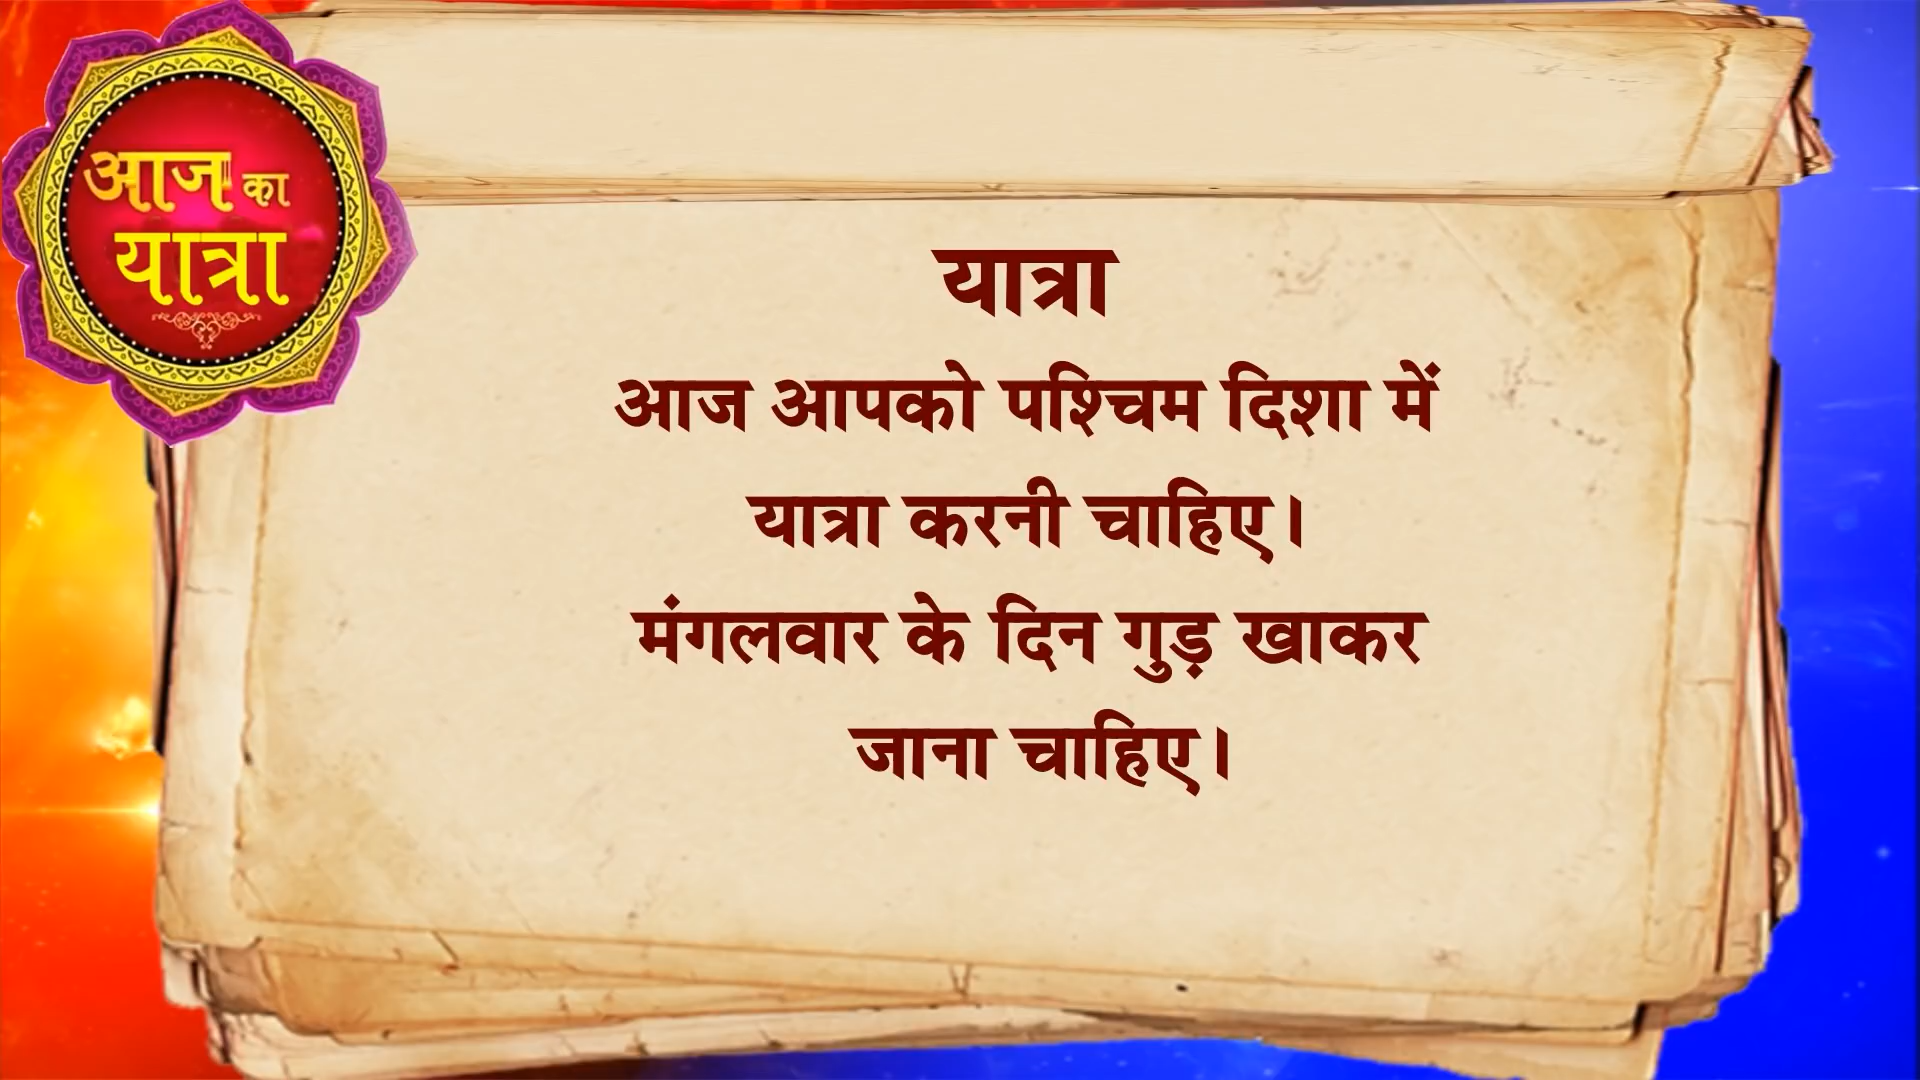 आज का
यात्रा
यात्रा
आज आपको पश्चिम दिशा में
यात्रा करनी चाहिए।
मंगलवार के दिन गुड़ खाकर
जाना चाहिए।